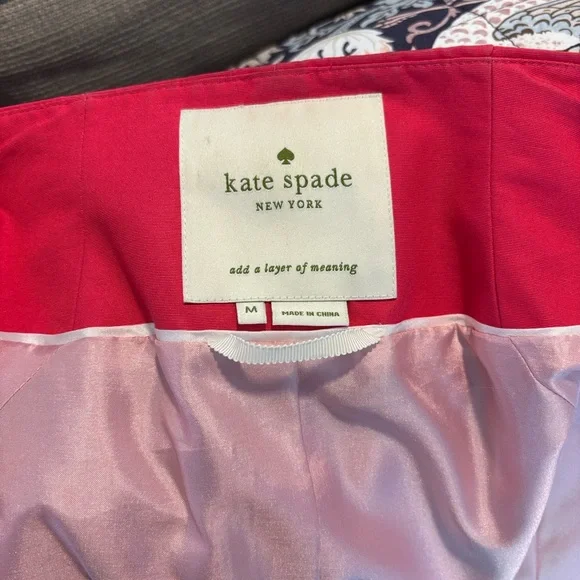 kate spade
NEW YORK
add a layer of meaning
M
MADE IN CHINA